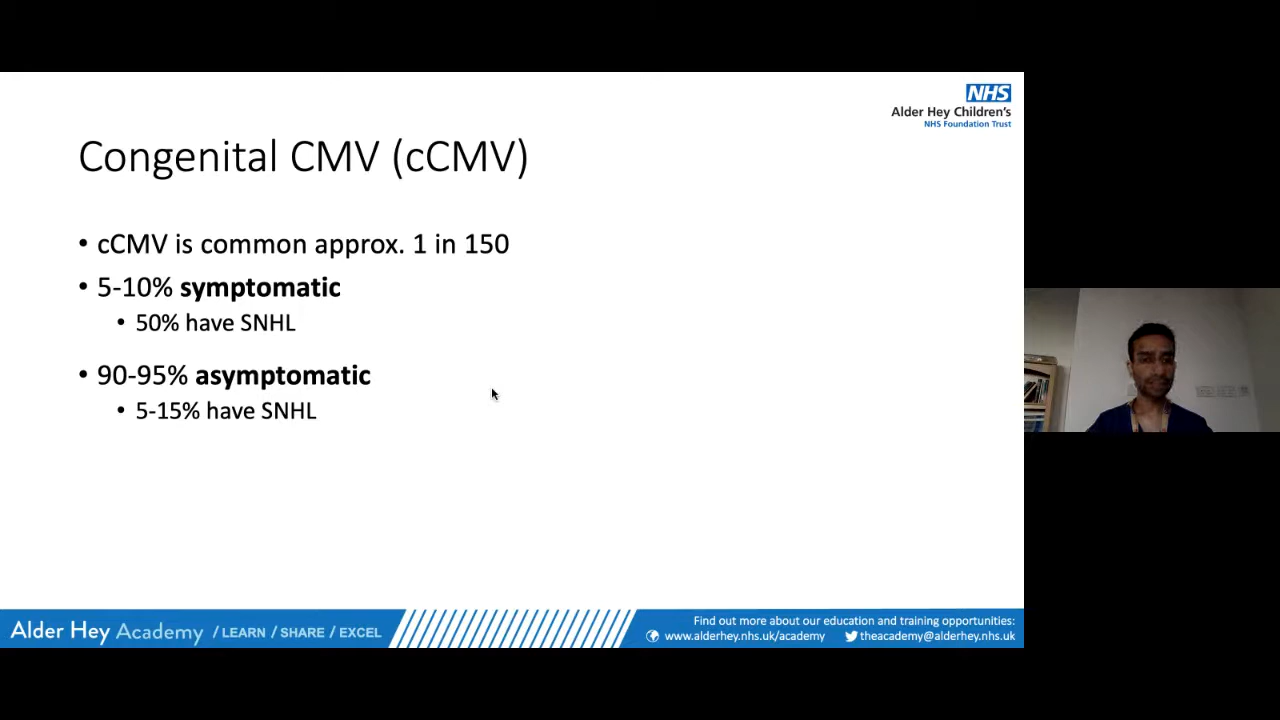 NHS
Alder Hey Children's
NHS Foundation Trust
Congenital CMV (cCMV)
• cCMV is common approx. 1 in 150
• 5-10% symptomatic
• 50% have SNHL
• 90-95% asymptomatic
• 5-15% have SNHL
Alder Hey Academy / LEARN / SHARE / EXCEL
Find out more about our education and training opportunities:
www.alderhey.nhs.uk/academy theacademy@alderhey.nhs.uk